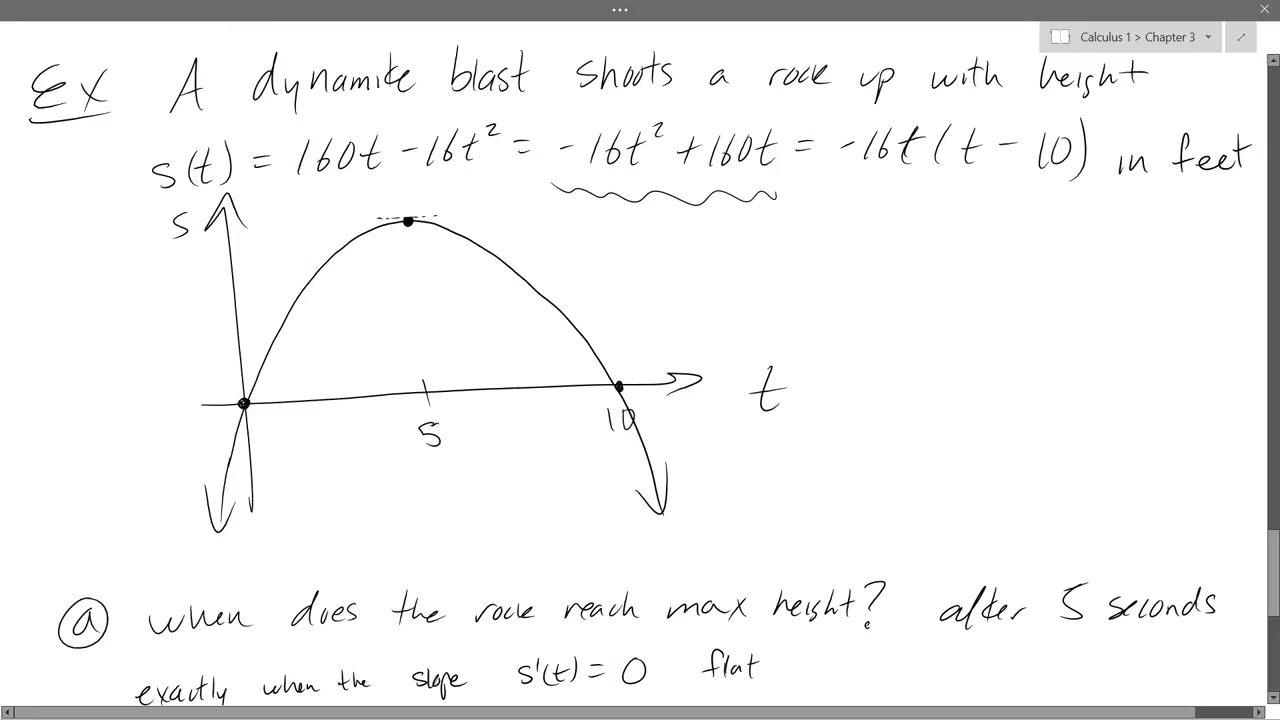 Calculus 1 > Chapter 3
Ex A dynamite blast shoots a rock up with height
s(t) = 160t - 16t² = -16t² + 160t = -16t(t - 10) in feet
s
t
5
10
ⓐ when does the rock reach max height? after 5 seconds
exactly when the slope s'(t) = 0 flat